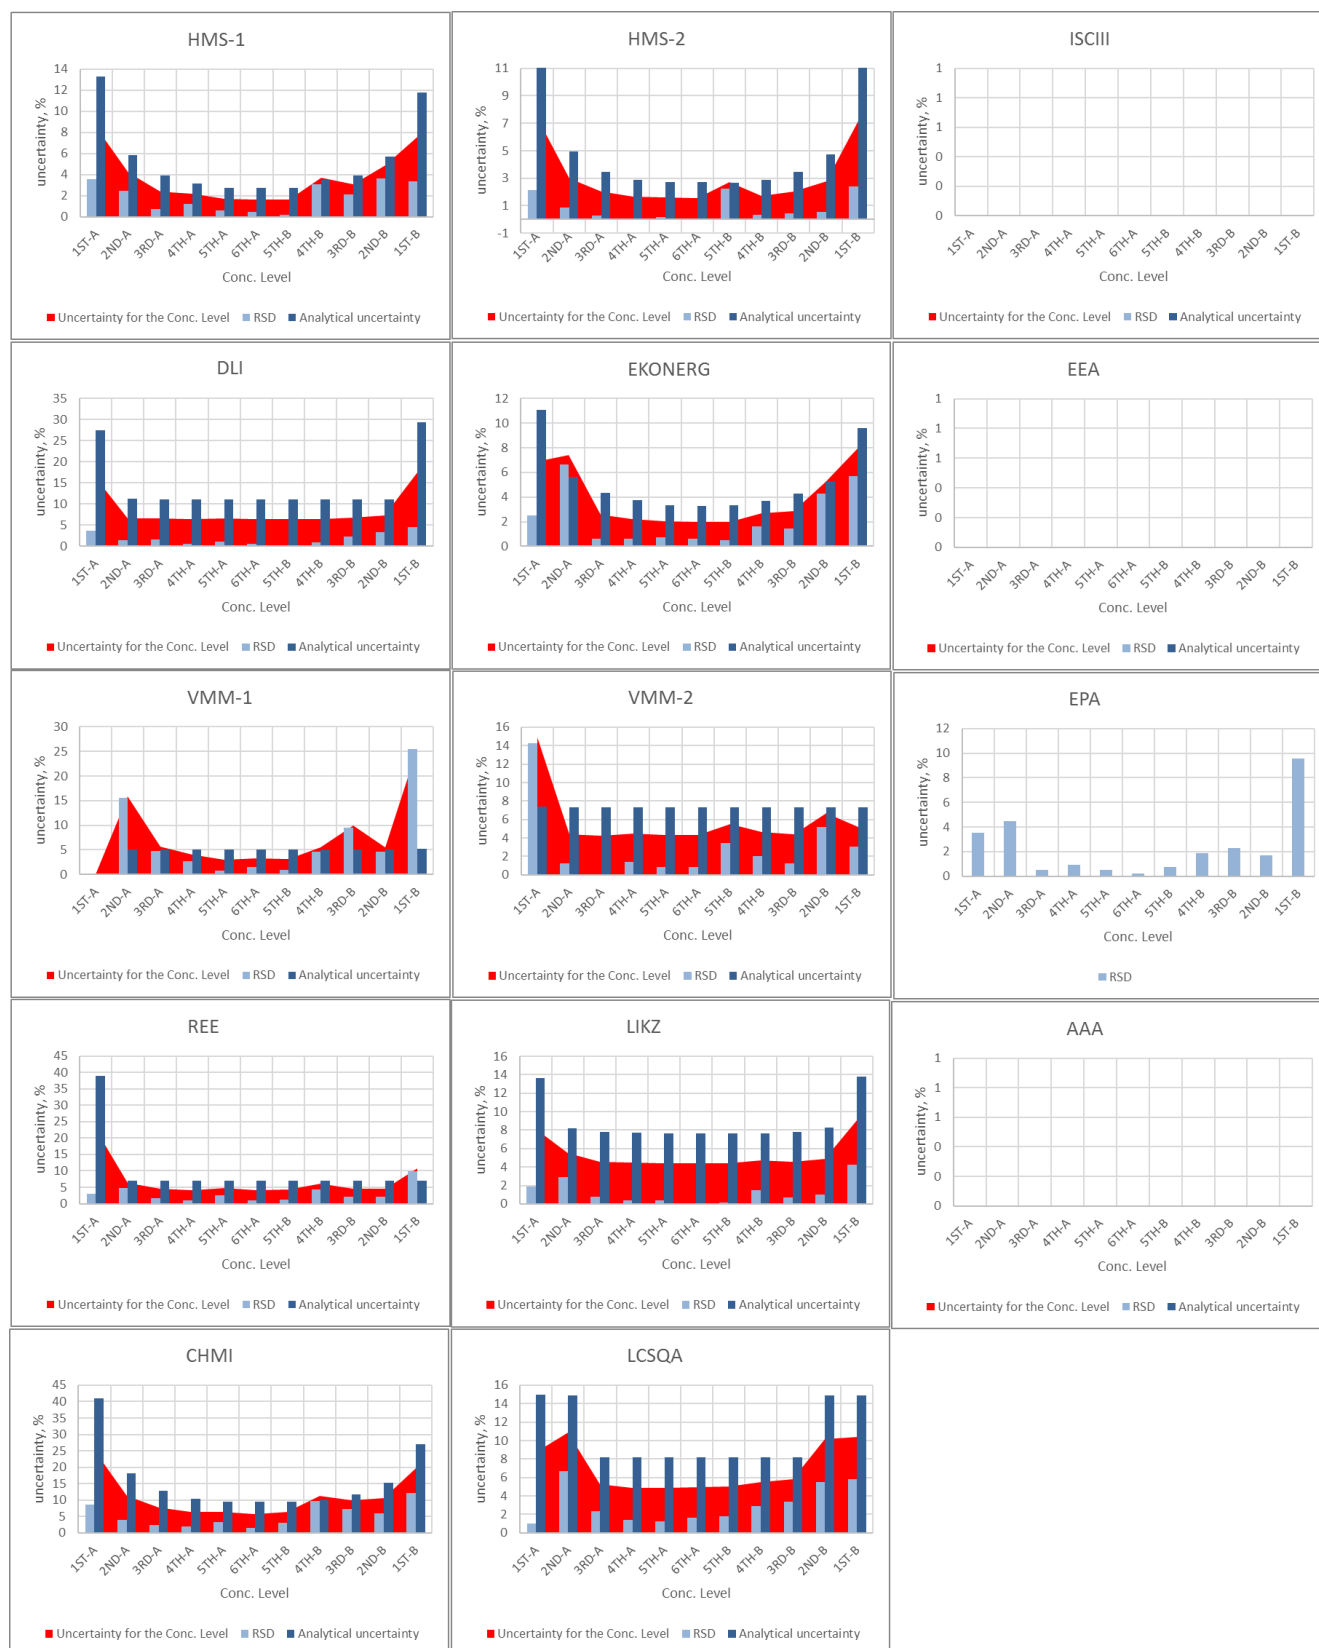 HMS-1
uncertainty, %
14
12
10
8
6
4
2
0
1ST-A 2ND-A 3RD-A 4TH-A 5TH-A 6TH-A 5TH-B 4TH-B 3RD-B 2ND-B 1ST-B
Conc. Level
Uncertainty for the Conc. Level RSD Analytical uncertainty
HMS-2
uncertainty, %
11
9
7
5
3
1
-1
1ST-A 2ND-A 3RD-A 4TH-A 5TH-A 6TH-A 5TH-B 4TH-B 3RD-B 2ND-B 1ST-B
Conc. Level
Uncertainty for the Conc. Level RSD Analytical uncertainty
ISCIII
uncertainty, %
1
1
1
0
0
0
1ST-A 2ND-A 3RD-A 4TH-A 5TH-A 6TH-A 5TH-B 4TH-B 3RD-B 2ND-B 1ST-B
Conc. Level
Uncertainty for the Conc. Level RSD Analytical uncertainty
DLI
uncertainty, %
35
30
25
20
15
10
5
0
1ST-A 2ND-A 3RD-A 4TH-A 5TH-A 6TH-A 5TH-B 4TH-B 3RD-B 2ND-B 1ST-B
Conc. Level
Uncertainty for the Conc. Level RSD Analytical uncertainty
EKONERG
uncertainty, %
12
10
8
6
4
2
0
1ST-A 2ND-A 3RD-A 4TH-A 5TH-A 6TH-A 5TH-B 4TH-B 3RD-B 2ND-B 1ST-B
Conc. Level
Uncertainty for the Conc. Level RSD Analytical uncertainty
EEA
uncertainty, %
1
1
1
0
0
0
1ST-A 2ND-A 3RD-A 4TH-A 5TH-A 6TH-A 5TH-B 4TH-B 3RD-B 2ND-B 1ST-B
Conc. Level
Uncertainty for the Conc. Level RSD Analytical uncertainty
VMM-1
uncertainty, %
30
25
20
15
10
5
0
1ST-A 2ND-A 3RD-A 4TH-A 5TH-A 6TH-A 5TH-B 4TH-B 3RD-B 2ND-B 1ST-B
Conc. Level
Uncertainty for the Conc. Level RSD Analytical uncertainty
VMM-2
uncertainty, %
16
14
12
10
8
6
4
2
0
1ST-A 2ND-A 3RD-A 4TH-A 5TH-A 6TH-A 5TH-B 4TH-B 3RD-B 2ND-B 1ST-B
Conc. Level
Uncertainty for the Conc. Level RSD Analytical uncertainty
EPA
uncertainty, %
12
10
8
6
4
2
0
1ST-A 2ND-A 3RD-A 4TH-A 5TH-A 6TH-A 5TH-B 4TH-B 3RD-B 2ND-B 1ST-B
Conc. Level
RSD
REE
uncertainty, %
45
40
35
30
25
20
15
10
5
0
1ST-A 2ND-A 3RD-A 4TH-A 5TH-A 6TH-A 5TH-B 4TH-B 3RD-B 2ND-B 1ST-B
Conc. Level
Uncertainty for the Conc. Level RSD Analytical uncertainty
LIKZ
uncertainty, %
16
14
12
10
8
6
4
2
0
1ST-A 2ND-A 3RD-A 4TH-A 5TH-A 6TH-A 5TH-B 4TH-B 3RD-B 2ND-B 1ST-B
Conc. Level
Uncertainty for the Conc. Level RSD Analytical uncertainty
AAA
uncertainty, %
1
1
1
0
0
0
1ST-A 2ND-A 3RD-A 4TH-A 5TH-A 6TH-A 5TH-B 4TH-B 3RD-B 2ND-B 1ST-B
Conc. Level
Uncertainty for the Conc. Level RSD Analytical uncertainty
CHMI
uncertainty, %
45
40
35
30
25
20
15
10
5
0
1ST-A 2ND-A 3RD-A 4TH-A 5TH-A 6TH-A 5TH-B 4TH-B 3RD-B 2ND-B 1ST-B
Conc. Level
Uncertainty for the Conc. Level RSD Analytical uncertainty
LCSQA
uncertainty, %
16
14
12
10
8
6
4
2
0
1ST-A 2ND-A 3RD-A 4TH-A 5TH-A 6TH-A 5TH-B 4TH-B 3RD-B 2ND-B 1ST-B
Conc. Level
Uncertainty for the Conc. Level RSD Analytical uncertainty